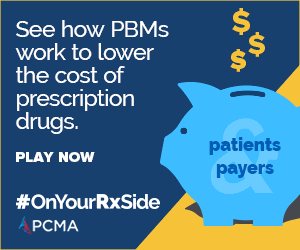 See how PBMs
work to lower
the cost of
prescription
drugs.
$
$
$
&
patients
payers
PLAY NOW
#OnYourRxSide
PCMA